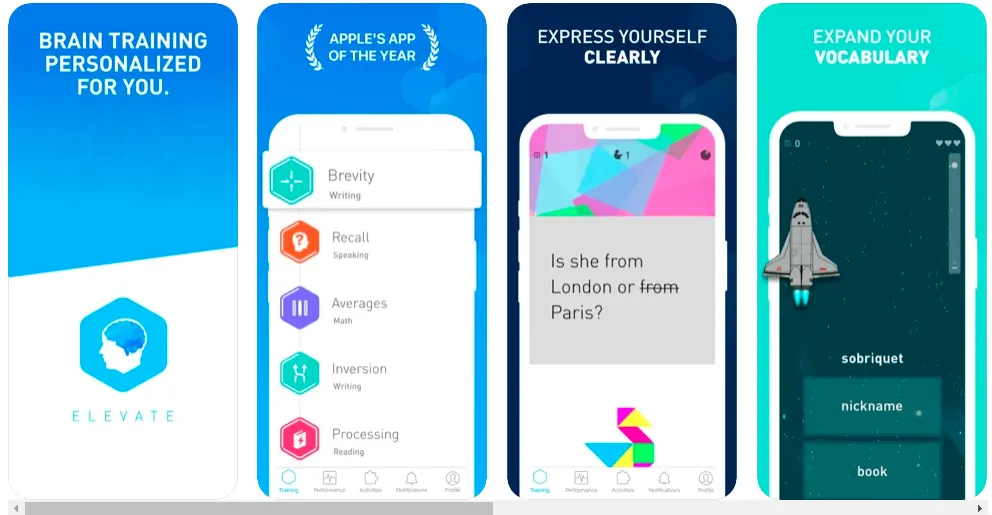 BRAIN TRAINING
PERSONALIZED
FOR YOU.
ELEVATE
APPLE'S APP
OF THE YEAR
Brevity
Writing
Recall
Speaking
Averages
Math
Inversion
Writing
Processing
Reading
Training Performance Activities Notifications Profile
EXPRESS YOURSELF
CLEARLY
1 1
Is she from
London or from
Paris?
Training Performance Activities Notifications Profile
EXPAND YOUR
VOCABULARY
0
sobriquet
nickname
book